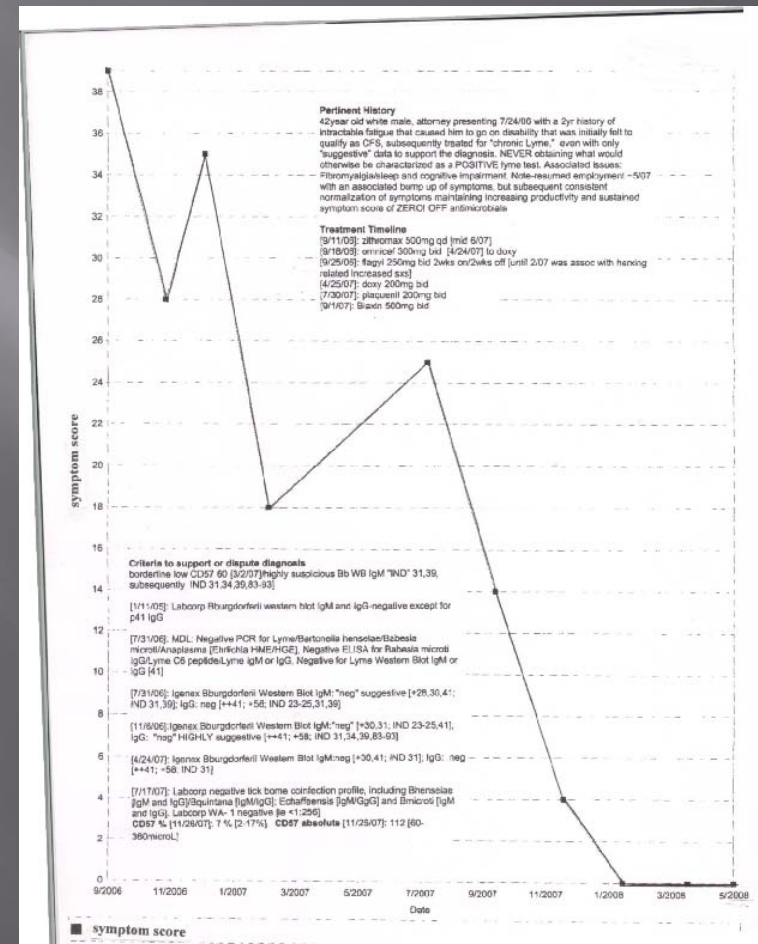 38
36
34
32
30
28
26
24
22
20
18
16
14
12
10
8
6
4
2
0
symptom score
Pertinent History
42year old white male, attorney presenting 7/24/06 with a 2yr history of
intractable fatigue that caused him to go on disability that was initially felt to
qualify as CFS, subsequently treated for "chronic Lyme," even with only
"suggestive" data to support the diagnosis. NEVER obtaining what would
otherwise be characterized as a POSITIVE lyme test. Associated issues:
Fibromyalgia/sleep and cognitive impairment. Note-resumed employment ~5/07
with an associated bump up of symptoms, but subsequent consistent
normalization of symptoms maintaining increasing productivity and sustained
symptom score of ZERO! OFF antimicrobials
Treatment Timeline
[9/11/06]: zithromax 500mg qd [mid 6/07]
[9/18/06]: omnicef 300mg bid [4/24/07] to doxy
[9/25/06]: flagyl 250mg bid 2wks on/2wks off [until 2/07 was assoc with herxing
related increased sxs]
[4/25/07]: doxy 200mg bid
[7/30/07]: plaquenil 200mg bid
[9/1/07]: Biaxin 500mg bid
Criteria to support or dispute diagnosis
borderline low CD57 60 [3/2/07]/highly suspicious Bb WB IgM "IND" 31,39,
subsequently IND 31,34,39,83-93]
[1/11/05]: Labcorp Bburgdorferii western blot IgM and IgG-negative except for
p41 IgG
[7/31/06]: MDL: Negative PCR for Lyme/Bartonella henselae/Babesia
microti/Anaplasma [Ehrlichia HME/HGE], Negative ELISA for Babesia microti
IgG/Lyme C6 peptide/Lyme IgM or IgG, Negative for Lyme Western Blot IgM or
IgG [41]
[7/31/06]: Igenex Bburgdorferii Western Blot IgM: "neg" suggestive [+28,30,41;
IND 31,39]; IgG: neg [++41; +58; IND 23-25,31,39]
[11/6/06]:Igenex Bburgdorferii Western Blot IgM:"neg" [+30,31; IND 23-25,41],
IgG: "neg" HIGHLY suggestive [++41; +58; IND 31,34,39,83-93]
[4/24/07]: Igenex Bburgdorferii Western Blot IgM:neg [+30,41; IND 31]; IgG: neg
[++41; +58; IND 31]
[7/17/07]: Labcorp negative tick borne coinfection profile, including Bhenselae
[IgM and IgG]/Bquintana [IgM/IgG]; Echaffeensis [IgM/GgG] and Bmicroti [IgM
and IgG]. Labcorp WA- 1 negative [ie <1:256]
CD57 % [11/26/07]: 7 % [2-17%] CD57 absolute [11/26/07]: 112 [60-
360microL]
9/2006 11/2006 1/2007 3/2007 5/2007 7/2007 9/2007 11/2007 1/2008 3/2008 5/2008
Date
symptom score